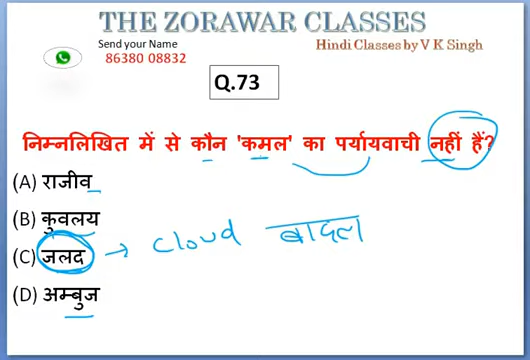 THE ZORAWAR CLASSES
Send your Name
86380 08832
Hindi Classes by V K Singh
Q.73
निम्नलिखित में से कौन 'कमल' का पर्यायवाची नहीं हैं?
(A) राजीव
(B) कुवलय
(C) जलद → cloud बादल
(D) अम्बुज